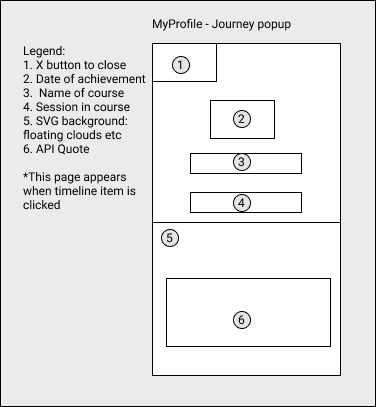 MyProfile - Journey popup
Legend:
1. X button to close
2. Date of achievement
3. Name of course
4. Session in course
5. SVG background:
floating clouds etc
6. API Quote
*This page appears
when timeline item is
clicked
1
2
3
4
5
6